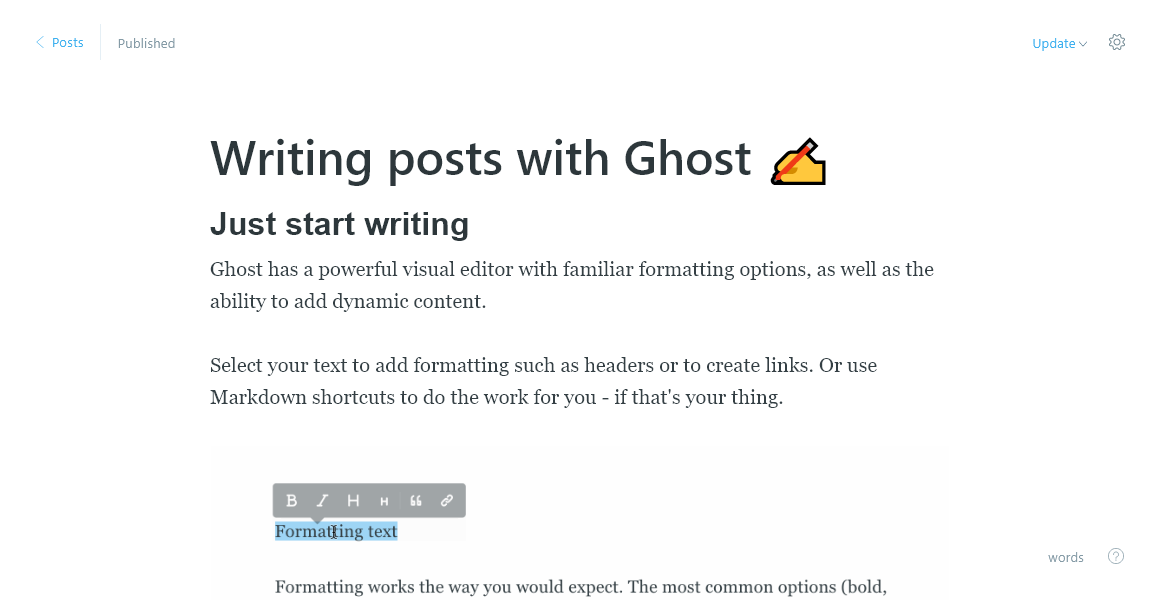 Posts
Published
Update
Writing posts with Ghost ✍
Just start writing
Ghost has a powerful visual editor with familiar formatting options, as well as the
ability to add dynamic content.
Select your text to add formatting such as headers or to create links. Or use
Markdown shortcuts to do the work for you - if that's your thing.
B I H H
Formatting text
words ?
Formatting works the way you would expect. The most common options (bold,